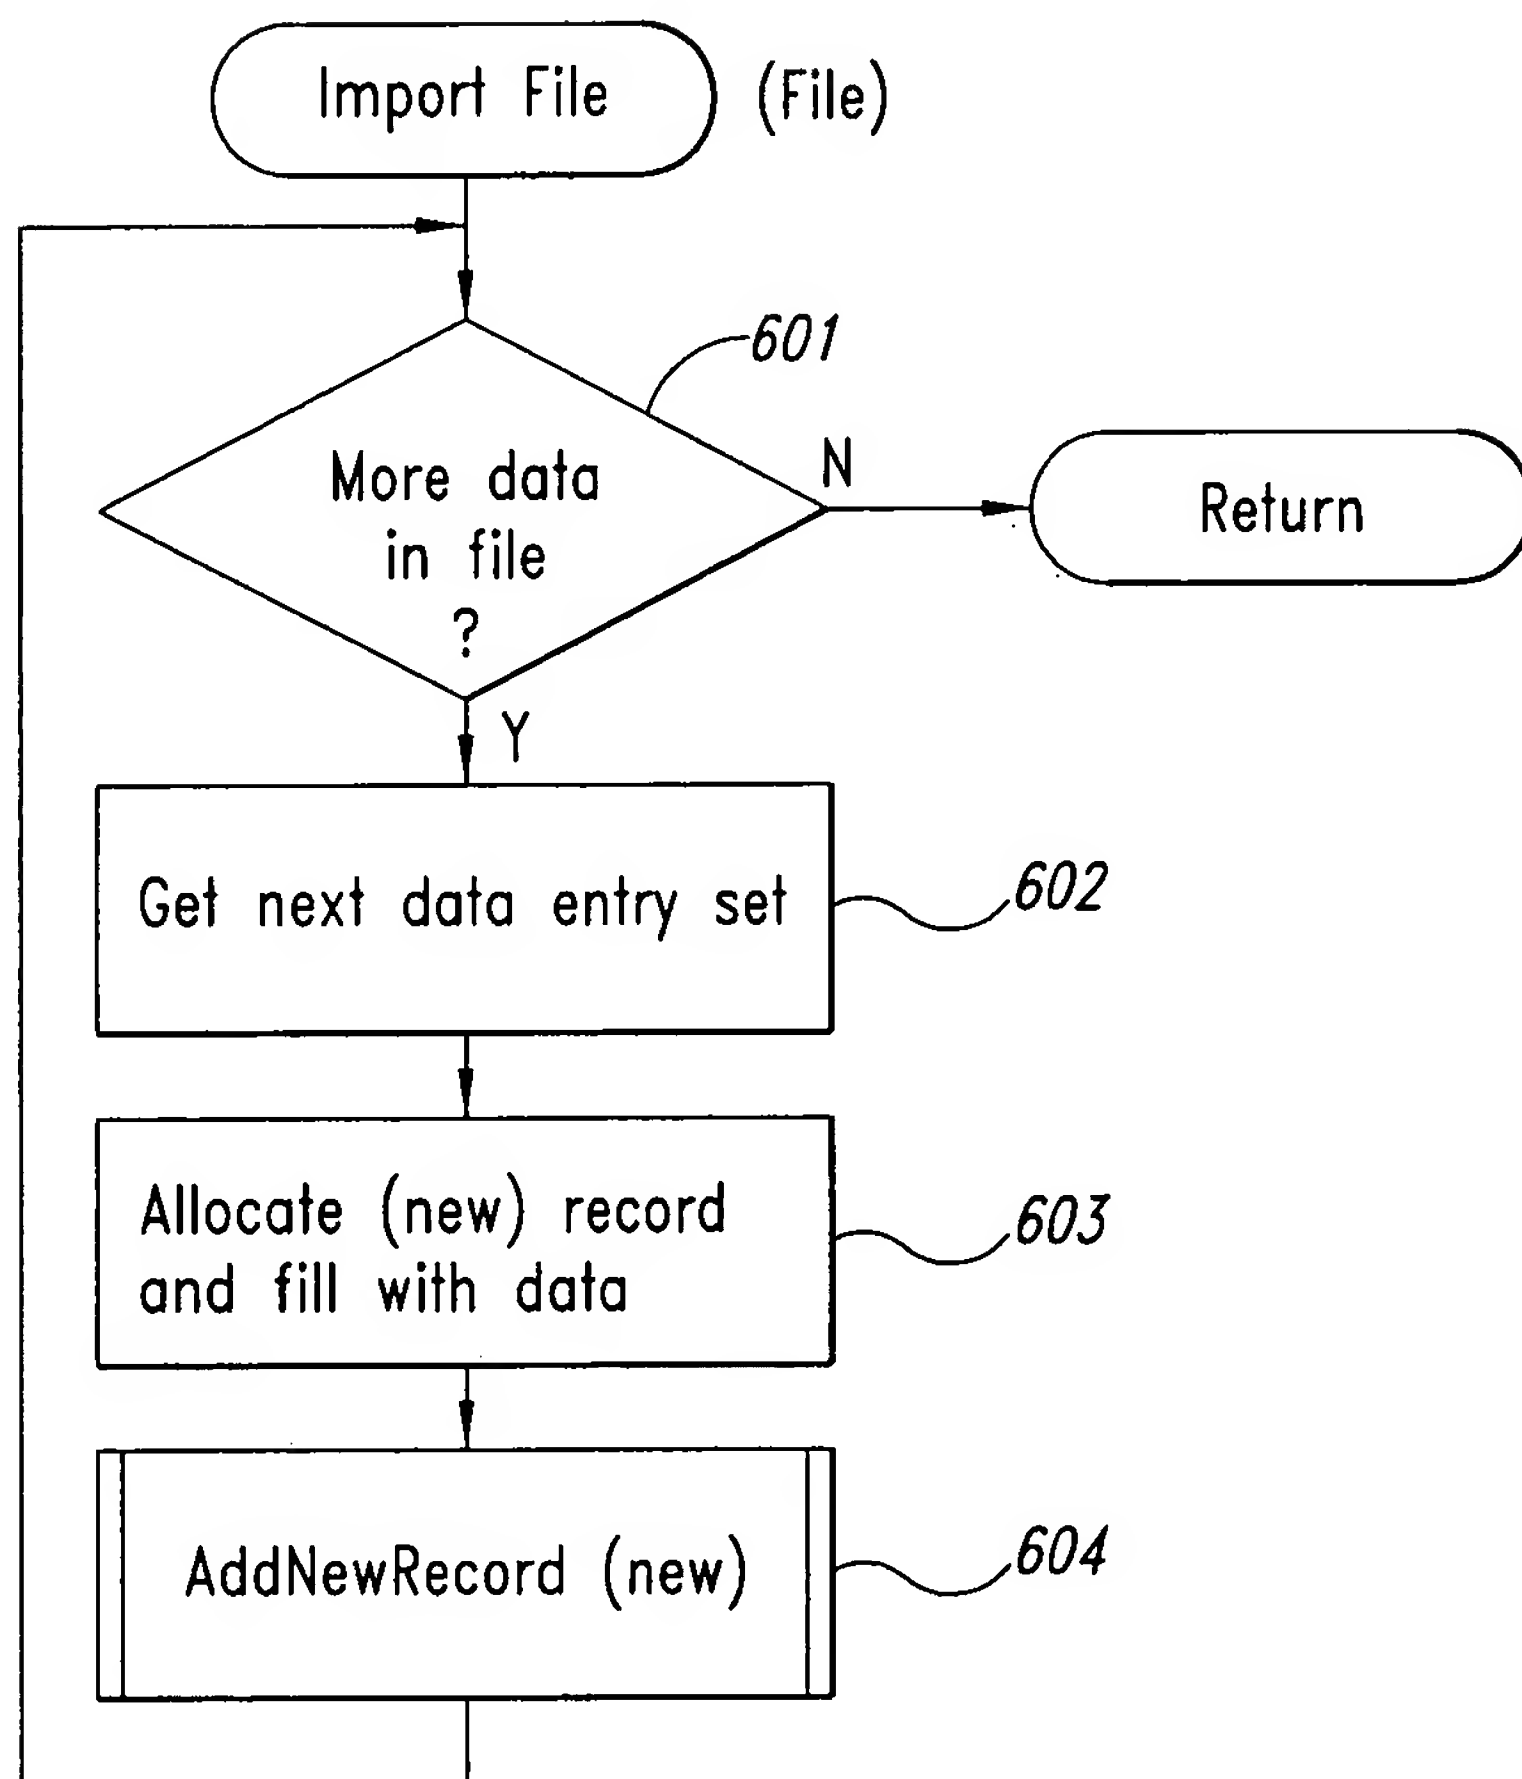 Import File (File)
601
More data
in file
?
N
Return
Y
Get next data entry set
602
Allocate (new) record
and fill with data
603
AddNewRecord (new)
604